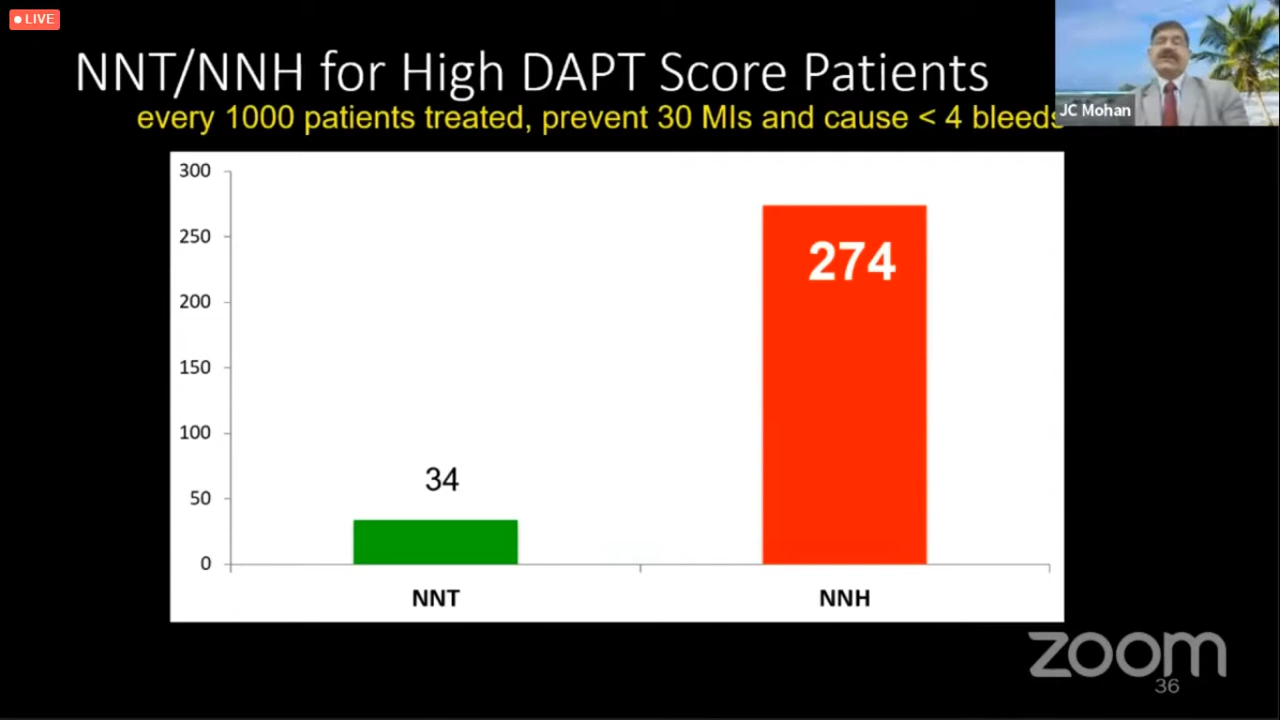 LIVE
NNT/NNH for High DAPT Score Patients
every 1000 patients treated, prevent 30 MIs and cause < 4 bleeds
JC Mohan
300
250
200
150
100
50
0
274
34
NNT
NNH
zoom
36